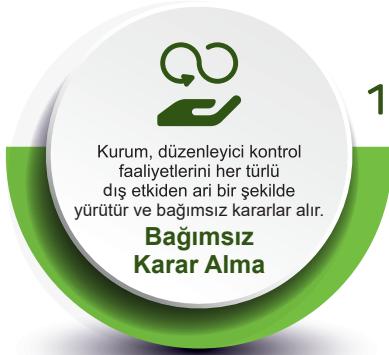 1
Kurum, düzenleyici kontrol
faaliyetlerini her türlü
dış etkiden ari bir şekilde
yürütür ve bağımsız kararlar alır.
Bağımsız
Karar Alma